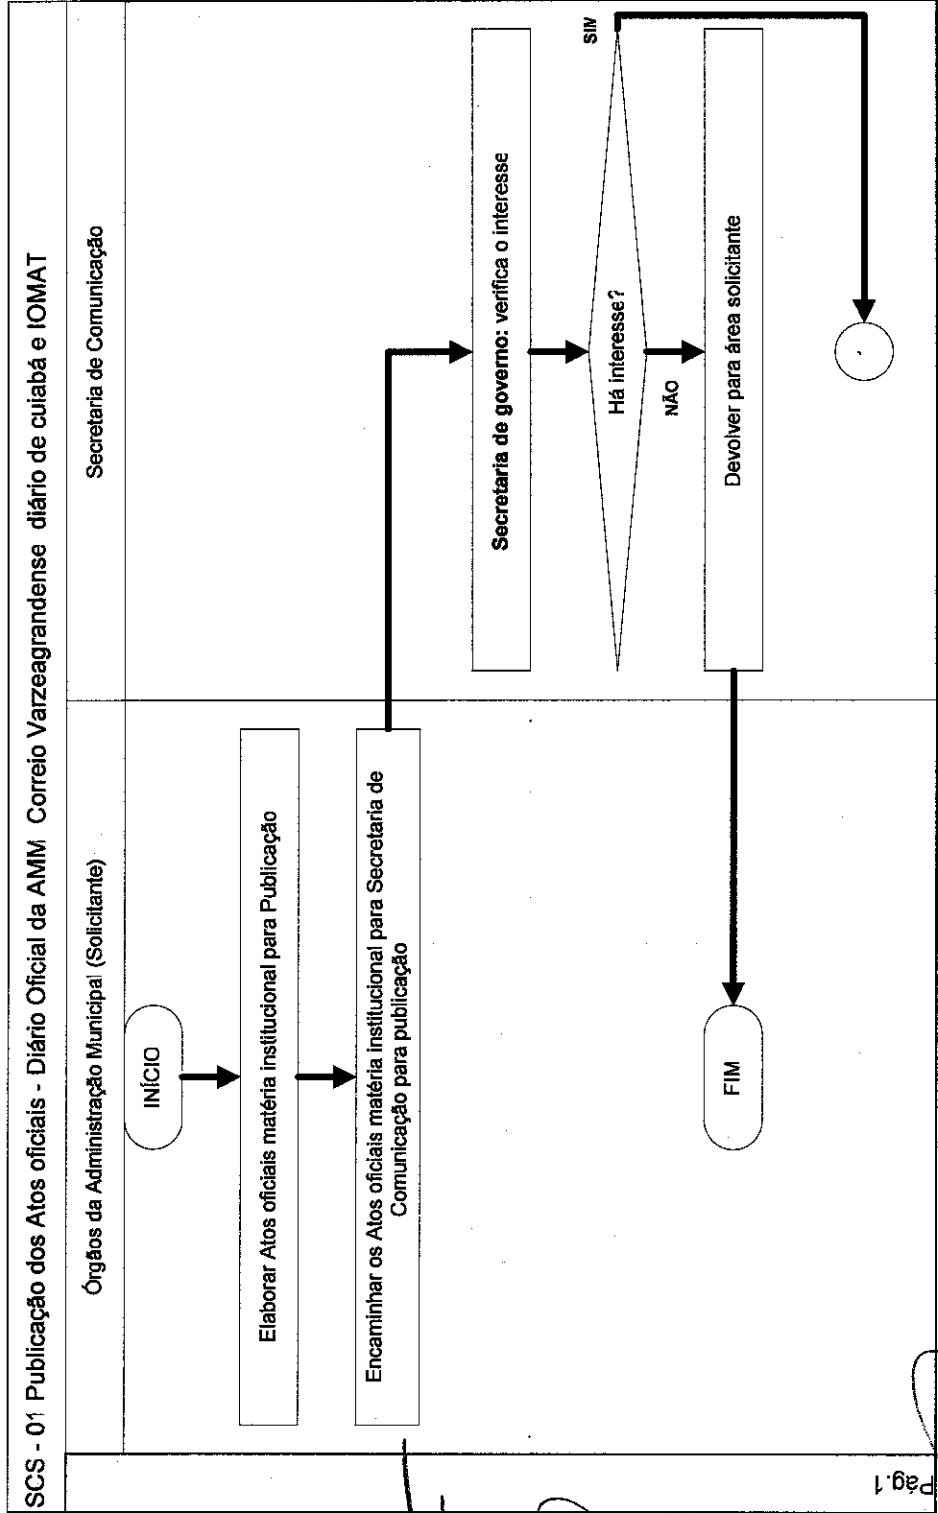 SCS - 01 Publicação dos Atos oficiais - Diário Oficial da AMM Correio Varzeagrandense diário de cuiabá e IOMAT
Órgãos da Administração Municipal (Solicitante)
Secretaria de Comunicação
INÍCIO
Elaborar Atos oficiais matéria institucional para Publicação
Encaminhar os Atos oficiais matéria institucional para Secretaria de
Comunicação para publicação
Secretaria de governo: verifica o interesse
Há interesse?
SIM
NÃO
Devolver para área solicitante
FIM
Pág.1